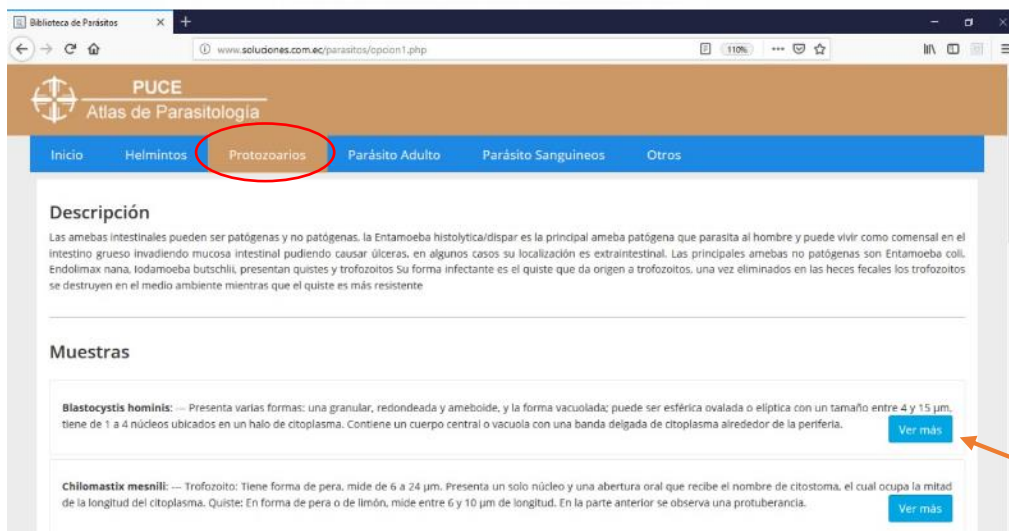 Biblioteca de Parásitos
www.soluciones.com.ec/parasitos/opcion1.php
110%
PUCE
Atlas de Parasitología
Inicio Helmintos Protozoarios Parásito Adulto Parásito Sanguineos Otros
Descripción
Las amebas intestinales pueden ser patógenas y no patógenas, la Entamoeba histolytica/dispar es la principal ameba patógena que parasita al hombre y puede vivir como comensal en el
intestino grueso invadiendo mucosa intestinal pudiendo causar úlceras, en algunos casos su localización es extraintestinal. Las principales amebas no patógenas son Entamoeba coli,
Endolimax nana, Iodamoeba butschlii, presentan quistes y trofozoitos Su forma infectante es el quiste que da origen a trofozoitos, una vez eliminados en las heces fecales los trofozoitos
se destruyen en el medio ambiente mientras que el quiste es más resistente
Muestras
Blastocystis hominis: --- Presenta varias formas: una granular, redondeada y ameboide, y la forma vacuolada; puede ser esférica ovalada o elíptica con un tamaño entre 4 y 15 µm,
tiene de 1 a 4 núcleos ubicados en un halo de citoplasma. Contiene un cuerpo central o vacuola con una banda delgada de citoplasma alrededor de la periferia.
Ver más
Chilomastix mesnili: --- Trofozoito: Tiene forma de pera, mide de 6 a 24 µm. Presenta un solo núcleo y una abertura oral que recibe el nombre de citostoma, el cual ocupa la mitad
de la longitud del citoplasma. Quiste: En forma de pera o de limón, mide entre 6 y 10 µm de longitud. En la parte anterior se observa una protuberancia.
Ver más